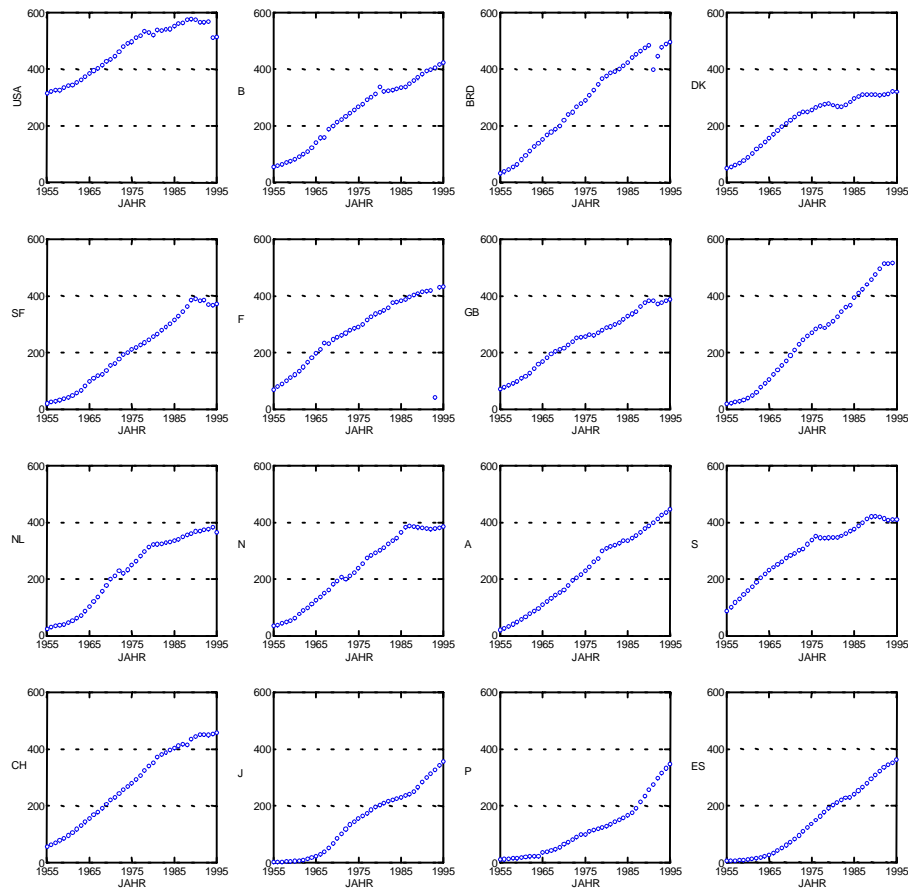 600 600 600 600
400 400 400 400
USA B BRD DK
200 200 200 200
0 0 0 0
1955 1965 1975 1985 1995 1955 1965 1975 1985 1995 1955 1965 1975 1985 1995 1955 1965 1975 1985 1995
JAHR JAHR JAHR JAHR
600 600 600 600
400 400 400 400
SF F GB
200 200 200 200
0 0 0 0
1955 1965 1975 1985 1995 1955 1965 1975 1985 1995 1955 1965 1975 1985 1995 1955 1965 1975 1985 1995
JAHR JAHR JAHR JAHR
600 600 600 600
400 400 400 400
NL N A S
200 200 200 200
0 0 0 0
1955 1965 1975 1985 1995 1955 1965 1975 1985 1995 1955 1965 1975 1985 1995 1955 1965 1975 1985 1995
JAHR JAHR JAHR JAHR
600 600 600 600
400 400 400 400
CH J P ES
200 200 200 200
0 0 0 0
1955 1965 1975 1985 1995 1955 1965 1975 1985 1995 1955 1965 1975 1985 1995 1955 1965 1975 1985 1995
JAHR JAHR JAHR JAHR